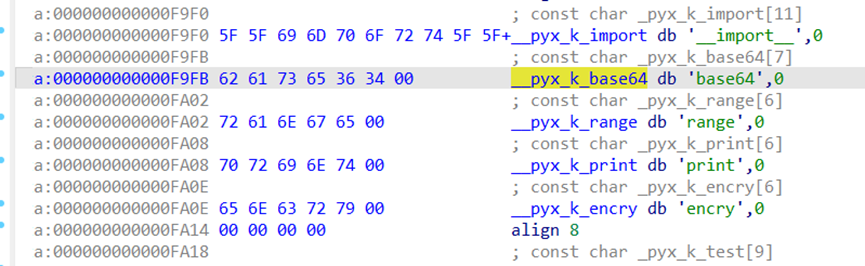 a:000000000000F9F0 ; const char _pyx_k_import[11]
a:000000000000F9F0 5F 5F 69 6D 70 6F 72 74 5F 5F+__pyx_k_import db '__import__',0
a:000000000000F9FB ; const char _pyx_k_base64[7]
a:000000000000F9FB 62 61 73 65 36 34 00 __pyx_k_base64 db 'base64',0
a:000000000000FA02 ; const char _pyx_k_range[6]
a:000000000000FA02 72 61 6E 67 65 00 __pyx_k_range db 'range',0
a:000000000000FA08 ; const char _pyx_k_print[6]
a:000000000000FA08 70 72 69 6E 74 00 __pyx_k_print db 'print',0
a:000000000000FA0E ; const char _pyx_k_encry[6]
a:000000000000FA0E 65 6E 63 72 79 00 __pyx_k_encry db 'encry',0
a:000000000000FA14 00 00 00 00 align 8
a:000000000000FA18 ; const char _pyx_k_test[9]